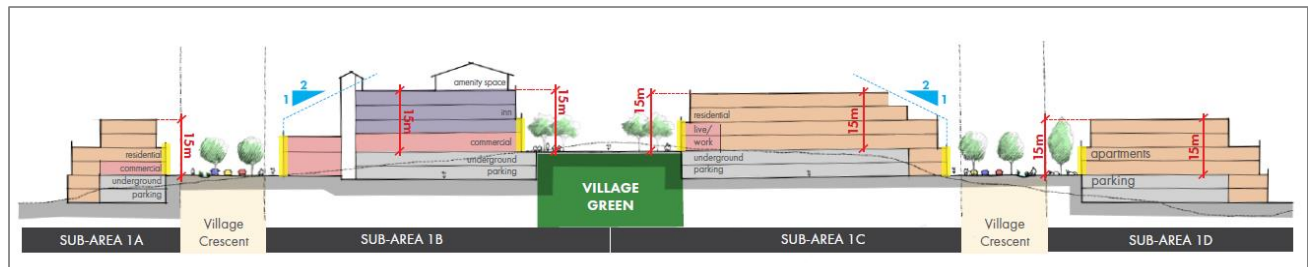 15m
residential
commercial
underground
parking
Village
Crescent
SUB-AREA 1A
2
1
amenity space
15m
inn
commercial
underground
parking
15m
SUB-AREA 1B
VILLAGE
GREEN
15m
residential
live/
work
underground
parking
15m
2
1
SUB-AREA 1C
Village
Crescent
15m
apartments
parking
15m
SUB-AREA 1D